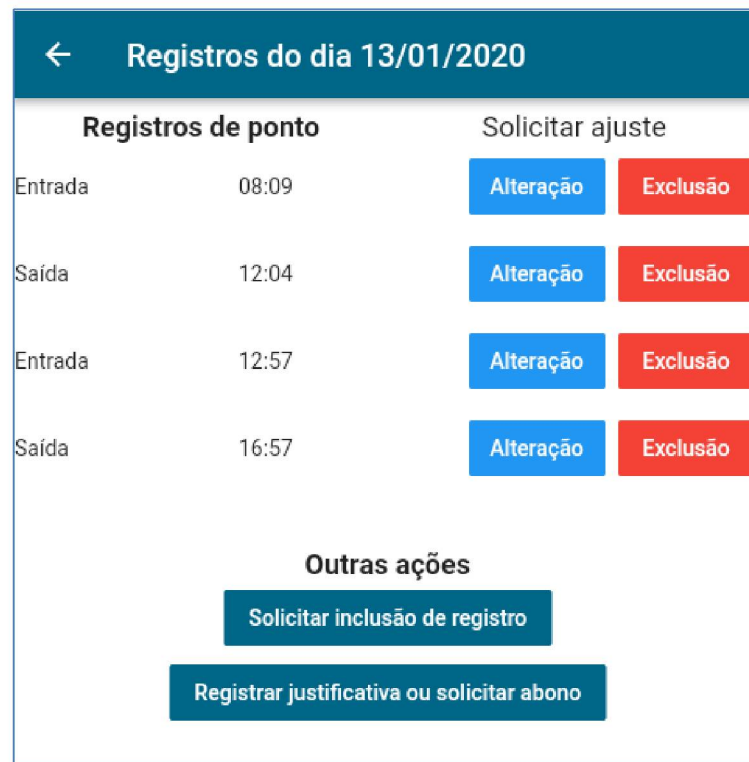 Registros do dia 13/01/2020
Registros de ponto Solicitar ajuste
Entrada 08:09 Alteração Exclusão
Saída 12:04 Alteração Exclusão
Entrada 12:57 Alteração Exclusão
Saída 16:57 Alteração Exclusão
Outras ações
Solicitar inclusão de registro
Registrar justificativa ou solicitar abono